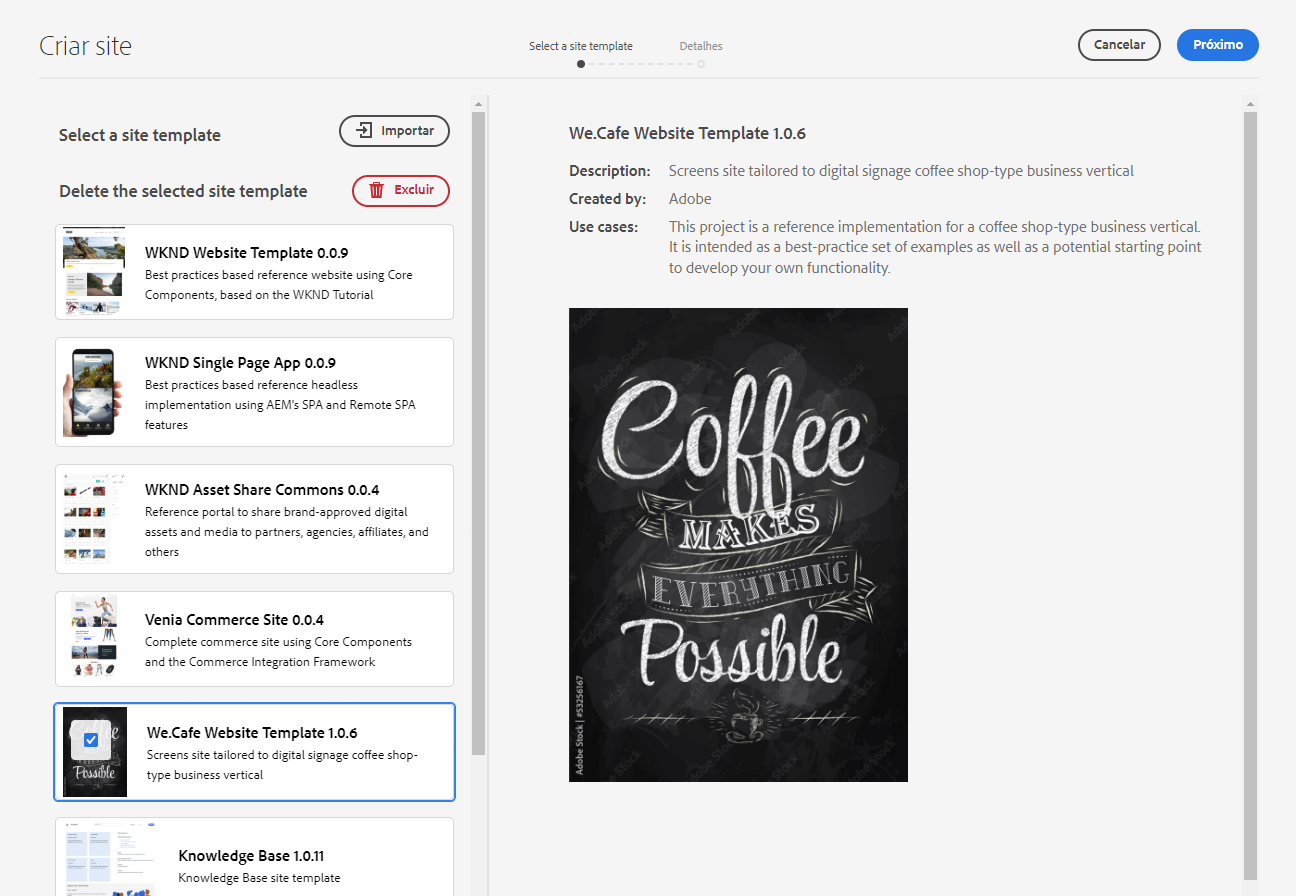 Criar site
Select a site template
Detalhes
Cancelar
Próximo
Select a site template
Importar
Delete the selected site template
Excluir
WKND Website Template 0.0.9
Best practices based reference website using Core
Components, based on the WKND Tutorial
WKND Single Page App 0.0.9
Best practices based reference headless
implementation using AEM's SPA and Remote SPA
features
WKND Asset Share Commons 0.0.4
Reference portal to share brand-approved digital
assets and media to partners, agencies, affiliates, and
others
Venia Commerce Site 0.0.4
Complete commerce site using Core Components
and the Commerce Integration Framework
We.Cafe Website Template 1.0.6
Screens site tailored to digital signage coffee shop-
type business vertical
Possible
Knowledge Base 1.0.11
Knowledge Base site template
We.Cafe Website Template 1.0.6
Description: Screens site tailored to digital signage coffee shop-type business vertical
Created by: Adobe
Use cases: This project is a reference implementation for a coffee shop-type business vertical.
It is intended as a best-practice set of examples as well as a potential starting point
to develop your own functionality.
Coffee
MAKES
EVERYTHING
Possible
Adobe Stock | #53256167